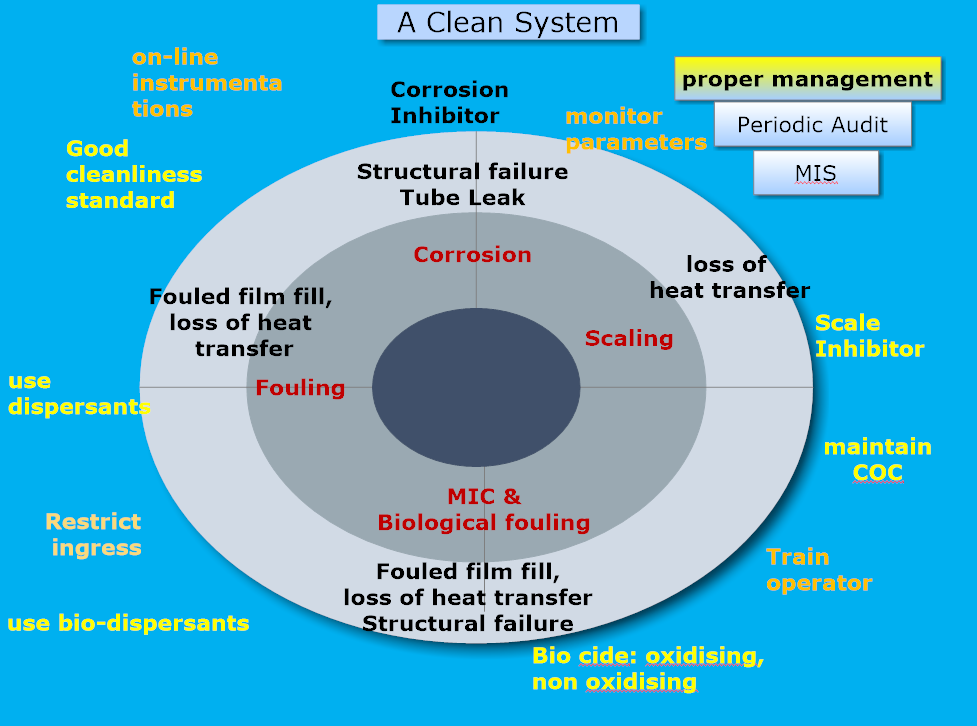 A Clean System
on-line
instrumenta
tions
Corrosion
Inhibitor
monitor
parameters
proper management
Periodic Audit
MIS
Good
cleanliness
standard
Structural failure
Tube Leak
Corrosion
loss of
heat transfer
Fouled film fill,
loss of heat
transfer
Scaling
Scale
Inhibitor
Fouling
use
dispersants
maintain
COC
MIC &
Biological fouling
Restrict
ingress
Train
operator
Fouled film fill,
loss of heat transfer
Structural failure
use bio-dispersants
Bio cide: oxidising,
non oxidising